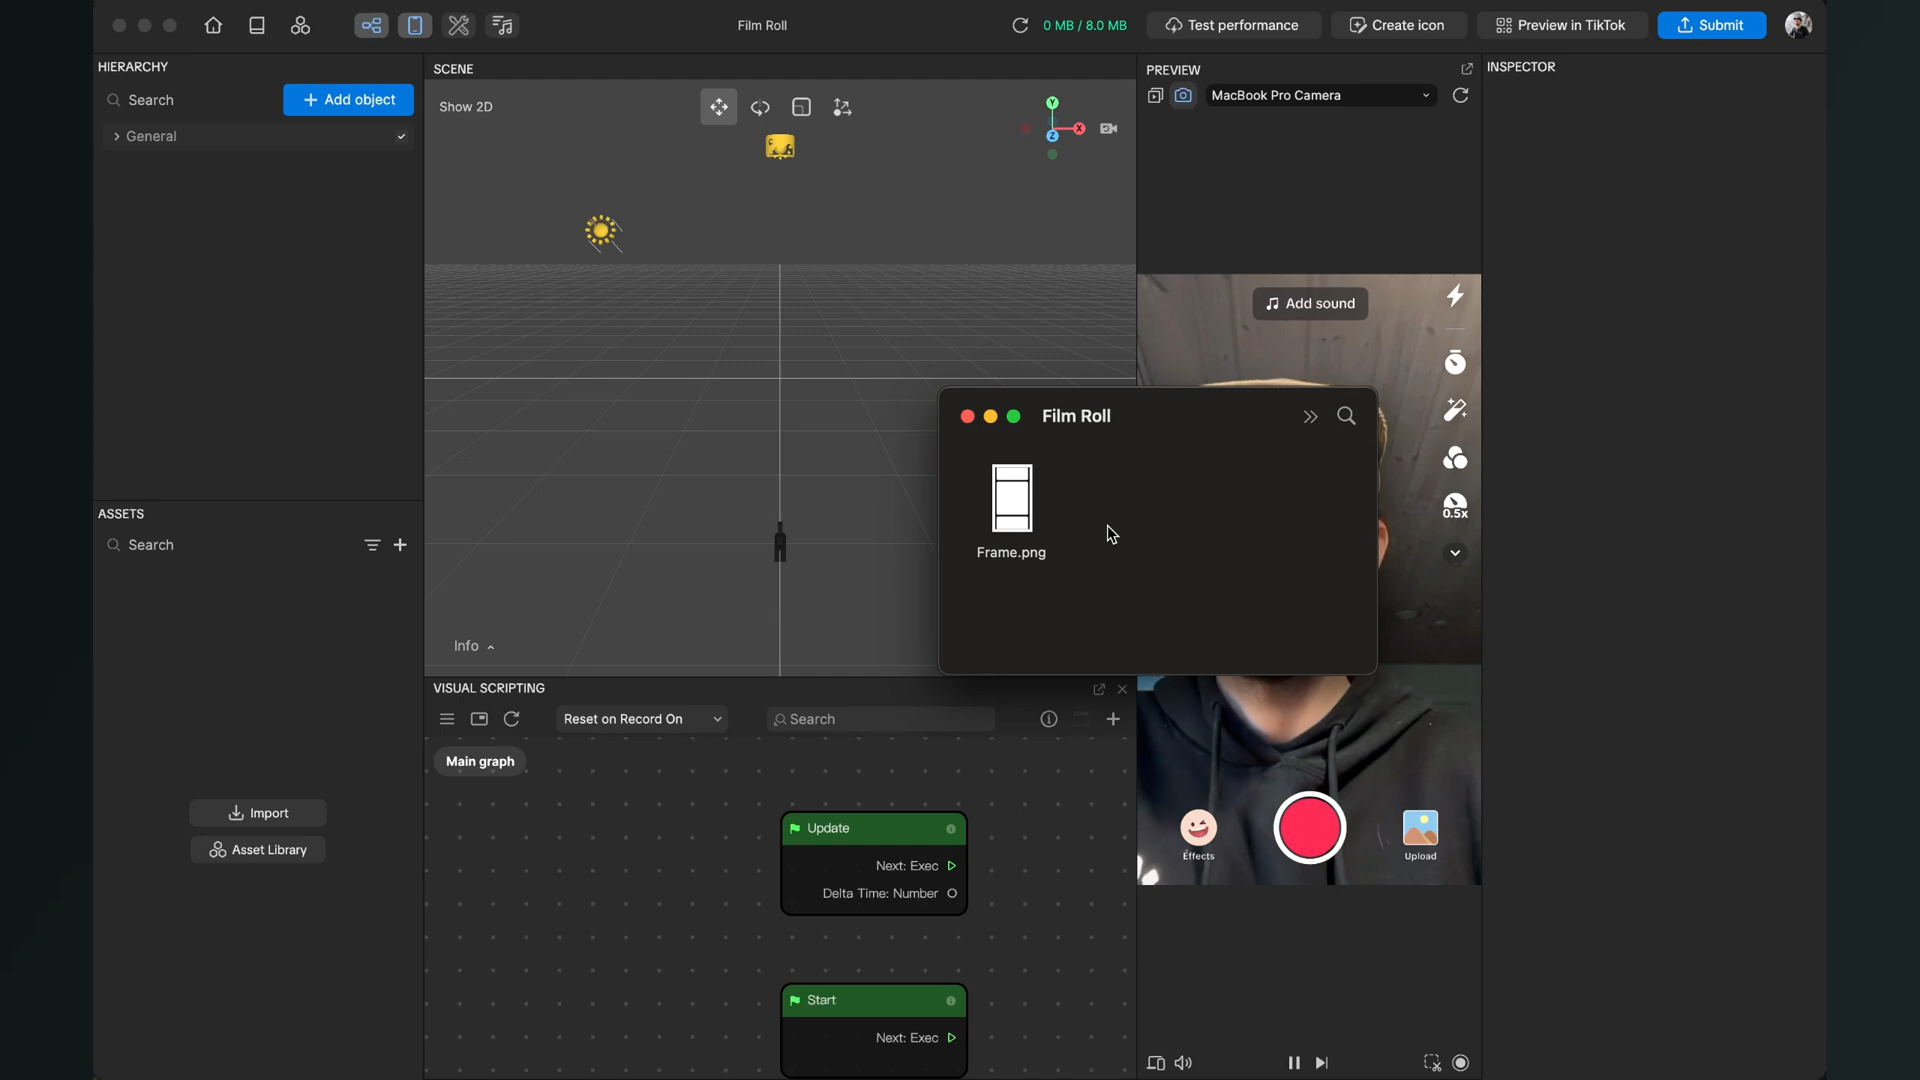 Film Roll
0 MB / 8.0 MB
Test performance
Create icon
Preview in TikTok
Submit
HIERARCHY
Search
Add object
General
SCENE
Show 2D
Y
X
Z
Info
PREVIEW
MacBook Pro Camera
INSPECTOR
Add sound
0.5x
Effects
Upload
Film Roll
Frame.png
ASSETS
Search
Import
Asset Library
VISUAL SCRIPTING
Reset on Record On
Search
Main graph
Update
Next: Exec
Delta Time: Number
Start
Next: Exec